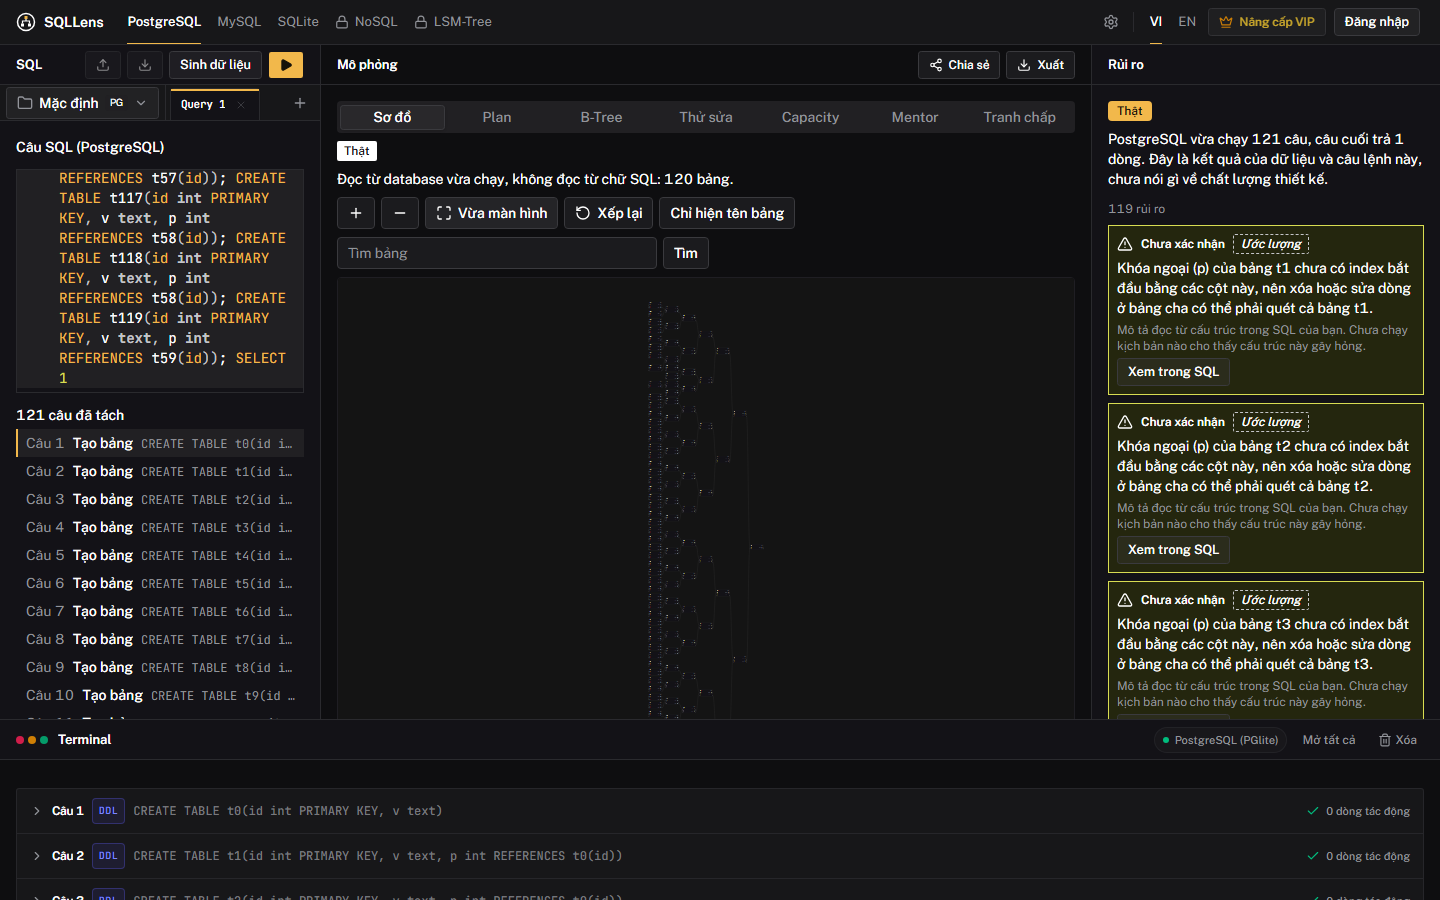 SQLLens
PostgreSQL
MySQL
SQLite
NoSQL
LSM-Tree
VI
EN
Nâng cấp VIP
Đăng nhập
SQL
Sinh dữ liệu
Mặc định PG
Query 1
Câu SQL (PostgreSQL)
REFERENCES t57(id)); CREATE
TABLE t117(id int PRIMARY
KEY, v text, p int
REFERENCES t58(id)); CREATE
TABLE t118(id int PRIMARY
KEY, v text, p int
REFERENCES t58(id)); CREATE
TABLE t119(id int PRIMARY
KEY, v text, p int
REFERENCES t59(id)); SELECT
1
121 câu đã tách
Câu 1 Tạo bảng CREATE TABLE t0(id i…
Câu 2 Tạo bảng CREATE TABLE t1(id i…
Câu 3 Tạo bảng CREATE TABLE t2(id i…
Câu 4 Tạo bảng CREATE TABLE t3(id i…
Câu 5 Tạo bảng CREATE TABLE t4(id i…
Câu 6 Tạo bảng CREATE TABLE t5(id i…
Câu 7 Tạo bảng CREATE TABLE t6(id i…
Câu 8 Tạo bảng CREATE TABLE t7(id i…
Câu 9 Tạo bảng CREATE TABLE t8(id i…
Câu 10 Tạo bảng CREATE TABLE t9(id …
Mô phỏng
Chia sẻ
Xuất
Sơ đồ
Plan
B-Tree
Thử sửa
Capacity
Mentor
Tranh chấp
Thật
Đọc từ database vừa chạy, không đọc từ chữ SQL: 120 bảng.
Vừa màn hình
Xếp lại
Chỉ hiện tên bảng
Tìm bảng
Tìm
Rủi ro
Thật
PostgreSQL vừa chạy 121 câu, câu cuối trả 1
dòng. Đây là kết quả của dữ liệu và câu lệnh này,
chưa nói gì về chất lượng thiết kế.
119 rủi ro
Chưa xác nhận Ước lượng
Khóa ngoại (p) của bảng t1 chưa có index bắt
đầu bằng các cột này, nên xóa hoặc sửa dòng
ở bảng cha có thể phải quét cả bảng t1.
Mô tả đọc từ cấu trúc trong SQL của bạn. Chưa chạy
kịch bản nào cho thấy cấu trúc này gây hỏng.
Xem trong SQL
Chưa xác nhận Ước lượng
Khóa ngoại (p) của bảng t2 chưa có index bắt
đầu bằng các cột này, nên xóa hoặc sửa dòng
ở bảng cha có thể phải quét cả bảng t2.
Mô tả đọc từ cấu trúc trong SQL của bạn. Chưa chạy
kịch bản nào cho thấy cấu trúc này gây hỏng.
Xem trong SQL
Chưa xác nhận Ước lượng
Khóa ngoại (p) của bảng t3 chưa có index bắt
đầu bằng các cột này, nên xóa hoặc sửa dòng
ở bảng cha có thể phải quét cả bảng t3.
Mô tả đọc từ cấu trúc trong SQL của bạn. Chưa chạy
kịch bản nào cho thấy cấu trúc này gây hỏng.
Terminal
PostgreSQL (PGlite)
Mở tất cả
Xóa
Câu 1 DDL CREATE TABLE t0(id int PRIMARY KEY, v text) 0 dòng tác động
Câu 2 DDL CREATE TABLE t1(id int PRIMARY KEY, v text, p int REFERENCES t0(id)) 0 dòng tác động
Câu 3 DDL CREATE TABLE t2(id int PRIMARY KEY, v text, p int REFERENCES t0(id)) 0 dòng tác động